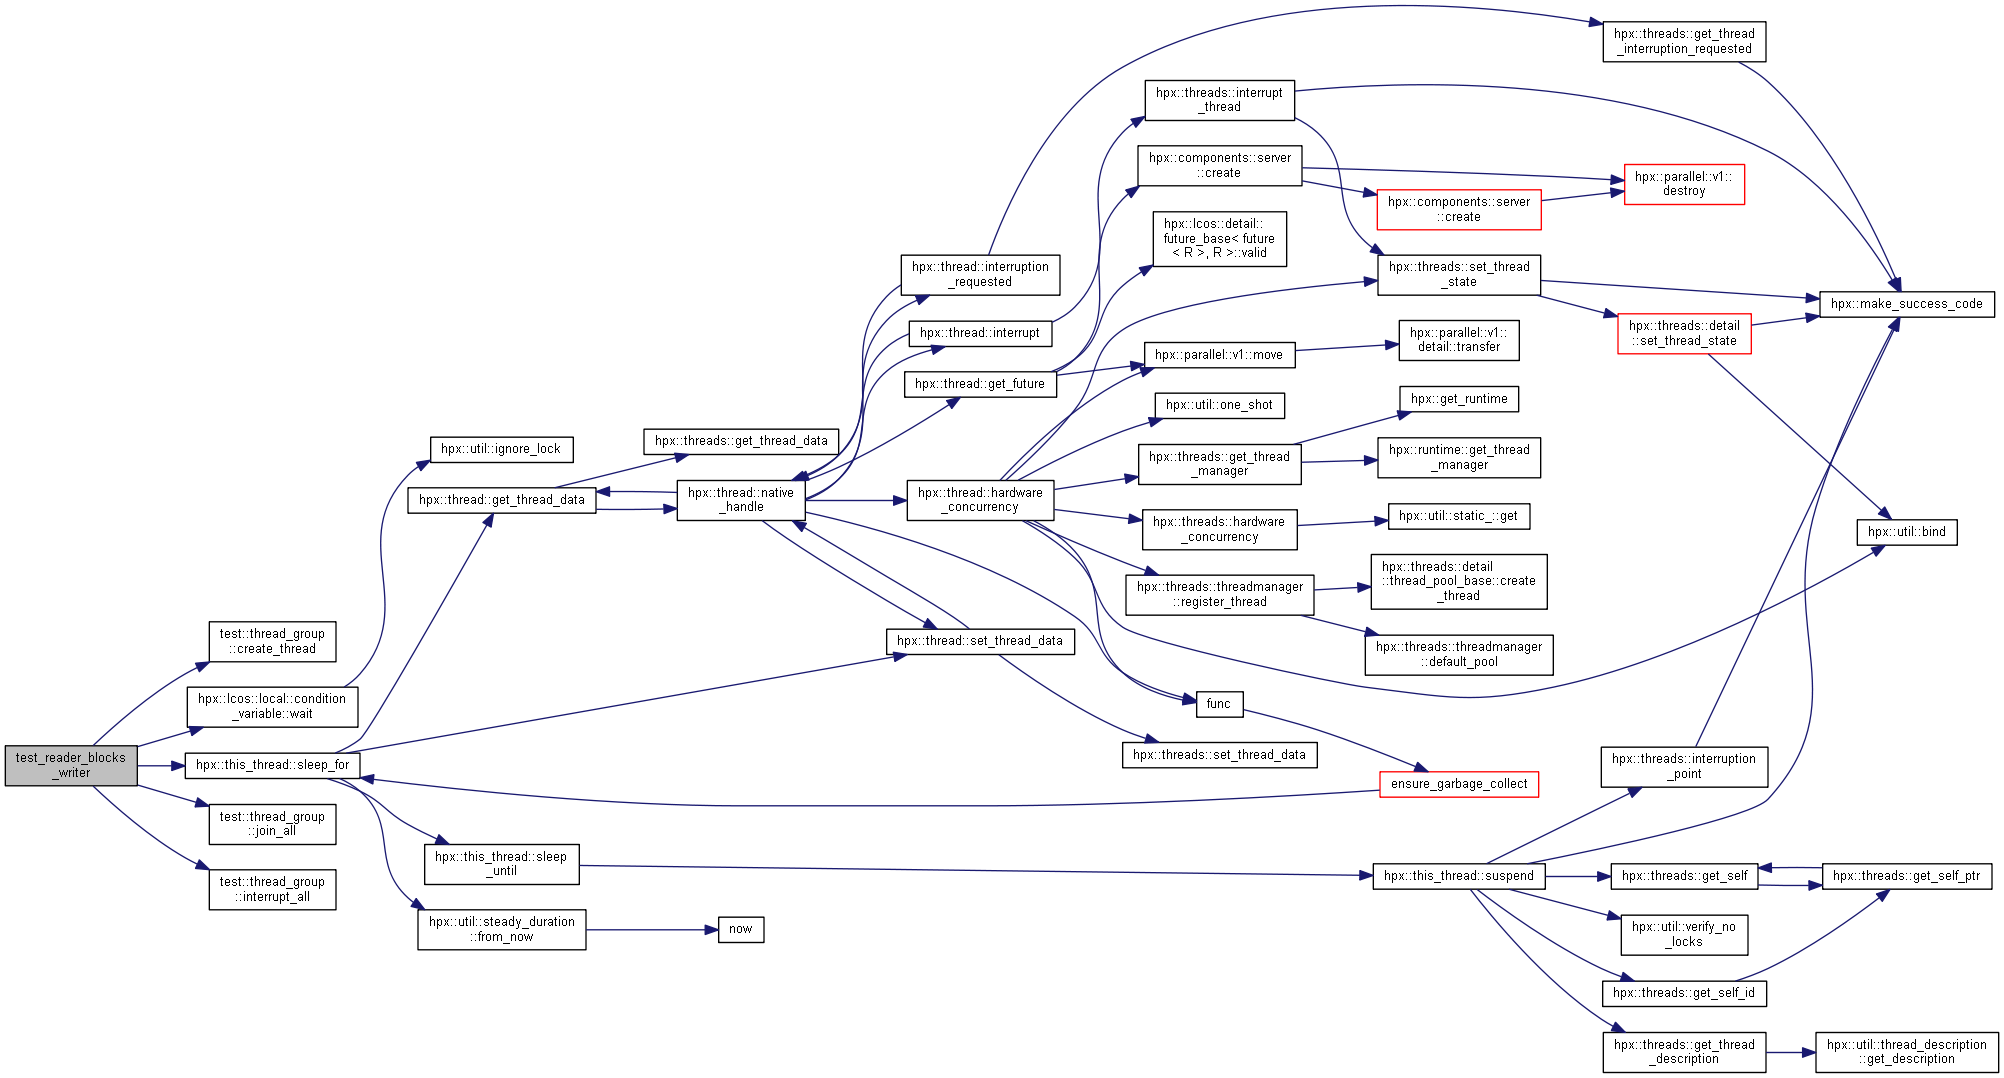 test_reader_blocks
_writer
test::thread_group
::create_thread
hpx::lcos::local::condition
_variable::wait
hpx::this_thread::sleep_for
test::thread_group
::join_all
test::thread_group
::interrupt_all
hpx::util::ignore_lock
hpx::thread::get_thread_data
hpx::this_thread::sleep
_until
hpx::util::steady_duration
::from_now
hpx::threads::get_thread_data
hpx::thread::native
_handle
now
hpx::thread::interruption
_requested
hpx::thread::interrupt
hpx::thread::get_future
hpx::thread::hardware
_concurrency
hpx::thread::set_thread_data
hpx::threads::interrupt
_thread
hpx::components::server
::create
hpx::lcos::detail::
future_base< future
< R >, R >::valid
hpx::parallel::v1::move
hpx::util::one_shot
hpx::threads::get_thread
_manager
hpx::threads::hardware
_concurrency
hpx::threads::threadmanager
::register_thread
func
hpx::threads::set_thread_data
hpx::components::server
::create
hpx::threads::set_thread
_state
hpx::parallel::v1::
detail::transfer
hpx::get_runtime
hpx::runtime::get_thread
_manager
hpx::util::static_::get
hpx::threads::detail
::thread_pool_base::create
_thread
hpx::threads::threadmanager
::default_pool
ensure_garbage_collect
hpx::this_thread::suspend
hpx::threads::get_thread
_interruption_requested
hpx::parallel::v1::
destroy
hpx::threads::detail
::set_thread_state
hpx::threads::interruption
_point
hpx::threads::get_self
hpx::util::verify_no
_locks
hpx::threads::get_self_id
hpx::threads::get_thread
_description
hpx::make_success_code
hpx::util::bind
hpx::threads::get_self_ptr
hpx::util::thread_description
::get_description